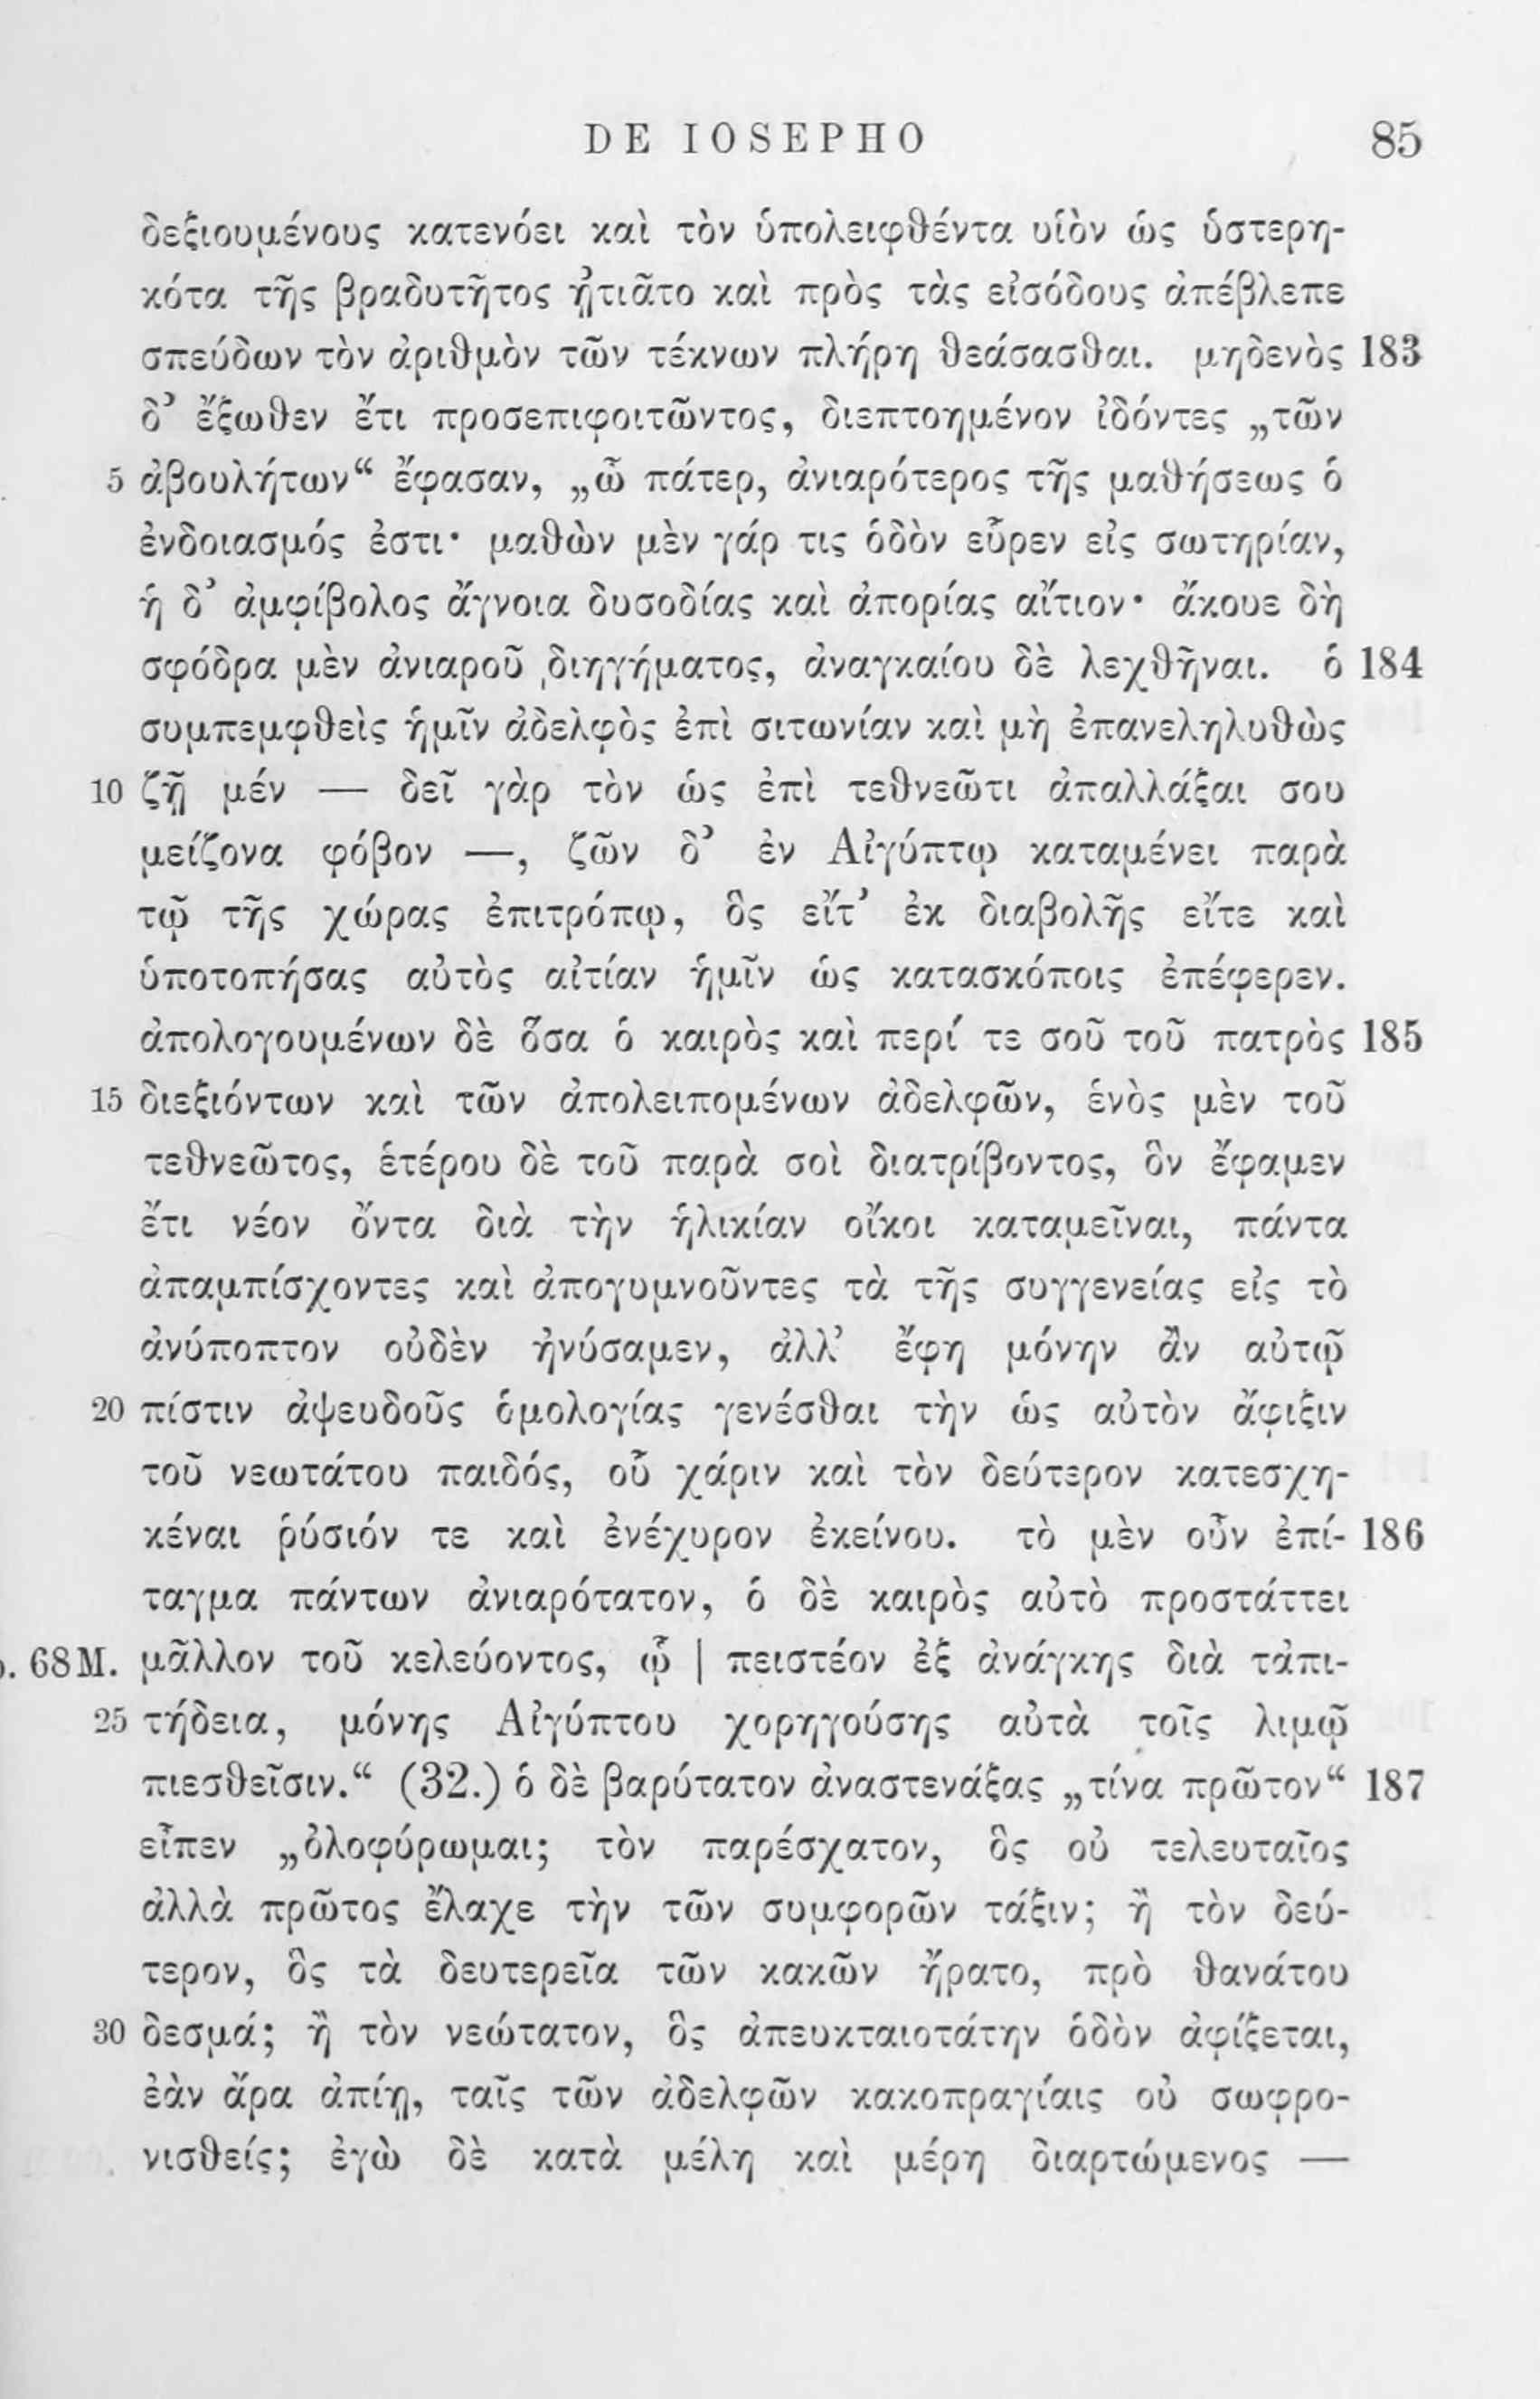 DE IOSEPHO 85
δεξιουμένους κατενόει καὶ τὸν ὑπολειφθέντα υἱὸν ὡς ὑστερη-
κότα τῆς βραδυτῆτος ᾐτιᾶτο καὶ πρὸς τὰς εἰσόδους ἀπέβλεπε
σπεύδων τὸν ἀριθμὸν τῶν τέκνων πλήρη θεάσασθαι. μηδενὸς 183
δ’ ἔξωθεν ἔτι προσεπιφοιτῶντος, διεπτοημένον ἰδόντες „τῶν
5 ἀβουλήτων“ ἔφασαν, „ὦ πάτερ, ἀνιαρότερος τῆς μαθήσεως ὁ
ἐνδοιασμός ἐστι· μαθὼν μὲν γάρ τις ὁδὸν εὗρεν εἰς σωτηρίαν,
ἡ δ’ ἀμφίβολος ἄγνοια δυσοδίας καὶ ἀπορίας αἴτιον· ἄκουε δὴ
σφόδρα μὲν ἀνιαροῦ διηγήματος, ἀναγκαίου δὲ λεχθῆναι. ὁ 184
συμπεμφθεὶς ἡμῖν ἀδελφὸς ἐπὶ σιτωνίαν καὶ μὴ ἐπανεληλυθὼς
10 ζῇ μέν — δεῖ γὰρ τὸν ὡς ἐπὶ τεθνεῶτι ἀπαλλάξαι σου
μείζονα φόβον —, ζῶν δ’ ἐν Αἰγύπτῳ καταμένει παρὰ
τῷ τῆς χώρας ἐπιτρόπῳ, ὃς εἴτ’ ἐκ διαβολῆς εἴτε καὶ
ὑποτοπήσας αὐτὸς αἰτίαν ἡμῖν ὡς κατασκόποις ἐπέφερεν.
ἀπολογουμένων δὲ ὅσα ὁ καιρὸς καὶ περί τε σοῦ τοῦ πατρὸς 185
15 διεξιόντων καὶ τῶν ἀπολειπομένων ἀδελφῶν, ἑνὸς μὲν τοῦ
τεθνεῶτος, ἑτέρου δὲ τοῦ παρὰ σοὶ διατρίβοντος, ὃν ἔφαμεν
ἔτι νέον ὄντα διὰ τὴν ἡλικίαν οἴκοι καταμεῖναι, πάντα
ἀπαμπίσχοντες καὶ ἀπογυμνοῦντες τὰ τῆς συγγενείας εἰς τὸ
ἀνύποπτον οὐδὲν ἠνύσαμεν, ἀλλ’ ἔφη μόνην ἂν αὐτῷ
20 πίστιν ἀψευδοῦς ὁμολογίας γενέσθαι τὴν ὡς αὐτὸν ἄφιξιν
τοῦ νεωτάτου παιδός, οὗ χάριν καὶ τὸν δεύτερον κατεσχη-
κέναι ῥύσιόν τε καὶ ἐνέχυρον ἐκείνου. τὸ μὲν οὖν ἐπί- 186
ταγμα πάντων ἀνιαρότατον, ὁ δὲ καιρὸς αὐτὸ προστάττει
p. 68 M. μᾶλλον τοῦ κελεύοντος, ᾧ | πειστέον ἐξ ἀνάγκης διὰ τἀπι-
25 τήδεια, μόνης Αἰγύπτου χορηγούσης αὐτὰ τοῖς λιμῷ
πιεσθεῖσιν.“ (32.) ὁ δὲ βαρύτατον ἀναστενάξας „τίνα πρῶτον“ 187
εἶπεν „ὀλοφύρωμαι; τὸν παρέσχατον, ὃς οὐ τελευταῖος
ἀλλὰ πρῶτος ἔλαχε τὴν τῶν συμφορῶν τάξιν; ἢ τὸν δεύ-
τερον, ὃς τὰ δευτερεῖα τῶν κακῶν ἤρατο, πρὸ θανάτου
30 δεσμά; ἢ τὸν νεώτατον, ὃς ἀπευκταιοτάτην ὁδὸν ἀφίξεται,
ἐὰν ἄρα ἀπίῃ, ταῖς τῶν ἀδελφῶν κακοπραγίαις οὐ σωφρο-
νισθείς; ἐγὼ δὲ κατὰ μέλη καὶ μέρη διαρτώμενος —